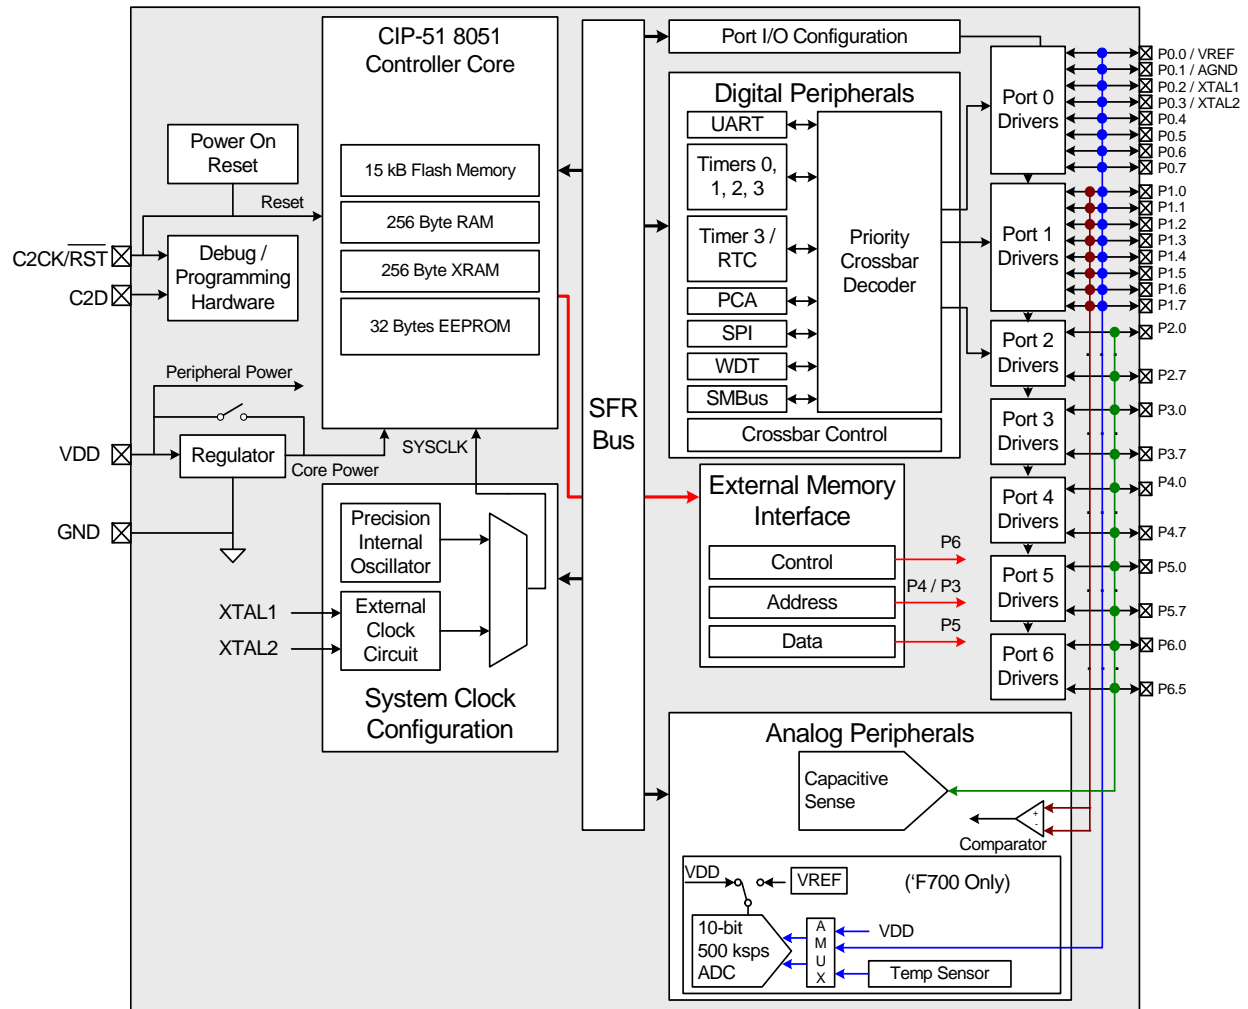 CIP-51 8051
Controller Core
15 kB Flash Memory
256 Byte RAM
256 Byte XRAM
32 Bytes EEPROM
Power On
Reset
Reset
C2CK/RST
C2D
Debug /
Programming
Hardware
Peripheral Power
VDD
Regulator
Core Power
SYSCLK
GND
Precision
Internal
Oscillator
XTAL1
XTAL2
External
Clock
Circuit
System Clock
Configuration
SFR
Bus
Port I/O Configuration
Digital Peripherals
UART
Timers 0,
1, 2, 3
Timer 3 /
RTC
PCA
SPI
WDT
SMBus
Priority
Crossbar
Decoder
Crossbar Control
External Memory
Interface
Control
Address
Data
P6
P4 / P3
P5
Port 0
Drivers
Port 1
Drivers
Port 2
Drivers
Port 3
Drivers
Port 4
Drivers
Port 5
Drivers
Port 6
Drivers
P0.0 / VREF
P0.1 / AGND
P0.2 / XTAL1
P0.3 / XTAL2
P0.4
P0.5
P0.6
P0.7
P1.0
P1.1
P1.2
P1.3
P1.4
P1.5
P1.6
P1.7
P2.0
P2.7
P3.0
P3.7
P4.0
P4.7
P5.0
P5.7
P6.0
P6.5
Analog Peripherals
Capacitive
Sense
+
-
Comparator
VDD
VREF
('F700 Only)
10-bit
500 ksps
ADC
A
M
U
X
VDD
Temp Sensor